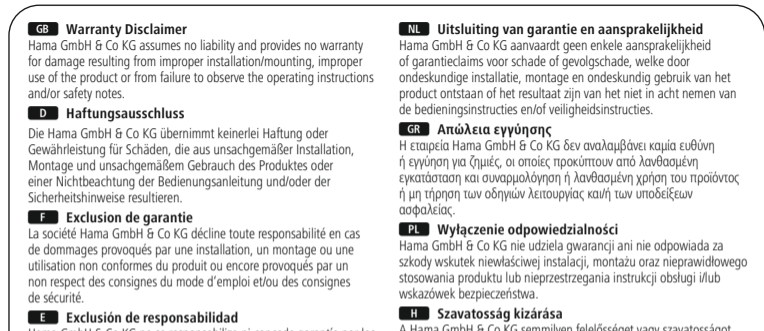 GB Warranty Disclaimer
Hama GmbH & Co KG assumes no liability and provides no warranty
for damage resulting from improper installation/mounting, improper
use of the product or from failure to observe the operating instructions
and/or safety notes.
D Haftungsausschluss
Die Hama GmbH & Co KG übernimmt keinerlei Haftung oder
Gewährleistung für Schäden, die aus unsachgemäßer Installation,
Montage und unsachgemäßem Gebrauch des Produktes oder
einer Nichtbeachtung der Bedienungsanleitung und/oder der
Sicherheitshinweise resultieren.
F Exclusion de garantie
La société Hama GmbH & Co KG décline toute responsabilité en cas
de dommages provoqués par une installation, un montage ou une
utilisation non conformes du produit ou encore provoqués par un
non respect des consignes du mode d'emploi et/ou des consignes
de sécurité.
E Exclusión de responsabilidad
NL Uitsluiting van garantie en aansprakelijkheid
Hama GmbH & Co KG aanvaardt geen enkele aansprakelijkheid
of garantieclaims voor schade of gevolgschade, welke door
ondeskundige installatie, montage en ondeskundig gebruik van het
product ontstaan of het resultaat zijn van het niet in acht nemen van
de bedieningsinstructies en/of veiligheidsinstructies.
GR Απώλεια εγγύησης
Η εταιρεία Hama GmbH & Co KG δεν αναλαμβάνει καμία ευθύνη
ή εγγύηση για ζημιές, οι οποίες προκύπτουν από λανθασμένη
εγκατάσταση και συναρμολόγηση ή λανθασμένη χρήση του προϊόντος
ή μη τήρηση των οδηγιών λειτουργίας και/ή των υποδείξεων
ασφαλείας.
PL Wyłączenie odpowiedzialności
Hama GmbH & Co KG nie udziela gwarancji ani nie odpowiada za
szkody wskutek niewłaściwej instalacji, montażu oraz nieprawidłowego
stosowania produktu lub nieprzestrzegania instrukcji obsługi i/lub
wskazówek bezpieczeństwa.
H Szavatosság kizárása
A Hama GmbH & Co KG semmilyen felelősséget vagy szavatosságot